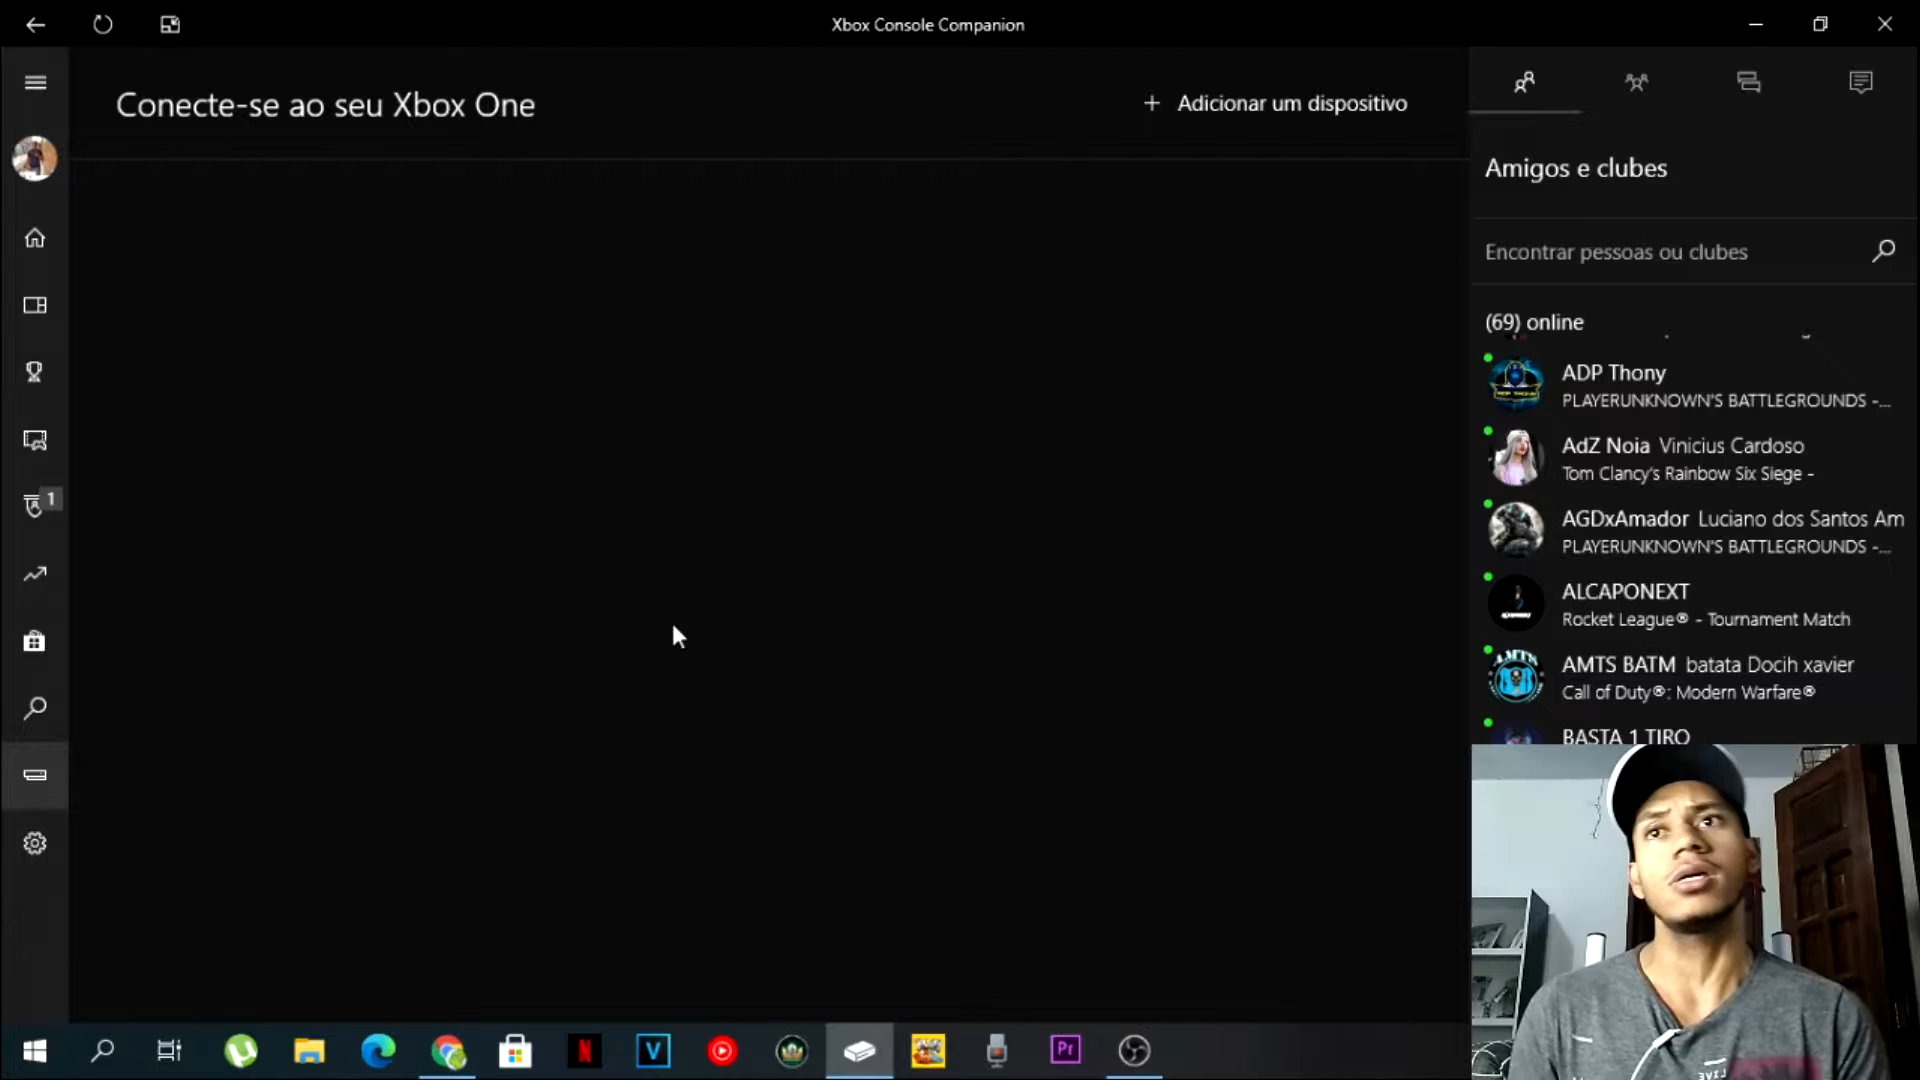 Xbox Console Companion
Conecte-se ao seu Xbox One
+ Adicionar um dispositivo
Amigos e clubes
Encontrar pessoas ou clubes
(69) online
ADP Thony
PLAYERUNKNOWN'S BATTLEGROUNDS -...
AdZ Noia Vinicius Cardoso
Tom Clancy's Rainbow Six Siege -
AGDxAmador Luciano dos Santos Am
PLAYERUNKNOWN'S BATTLEGROUNDS -...
ALCAPONEXT
Rocket League® - Tournament Match
AMTS BATM batata Docih xavier
Call of Duty®: Modern Warfare®
BASTA 1 TIRO
1
N
V
Pr